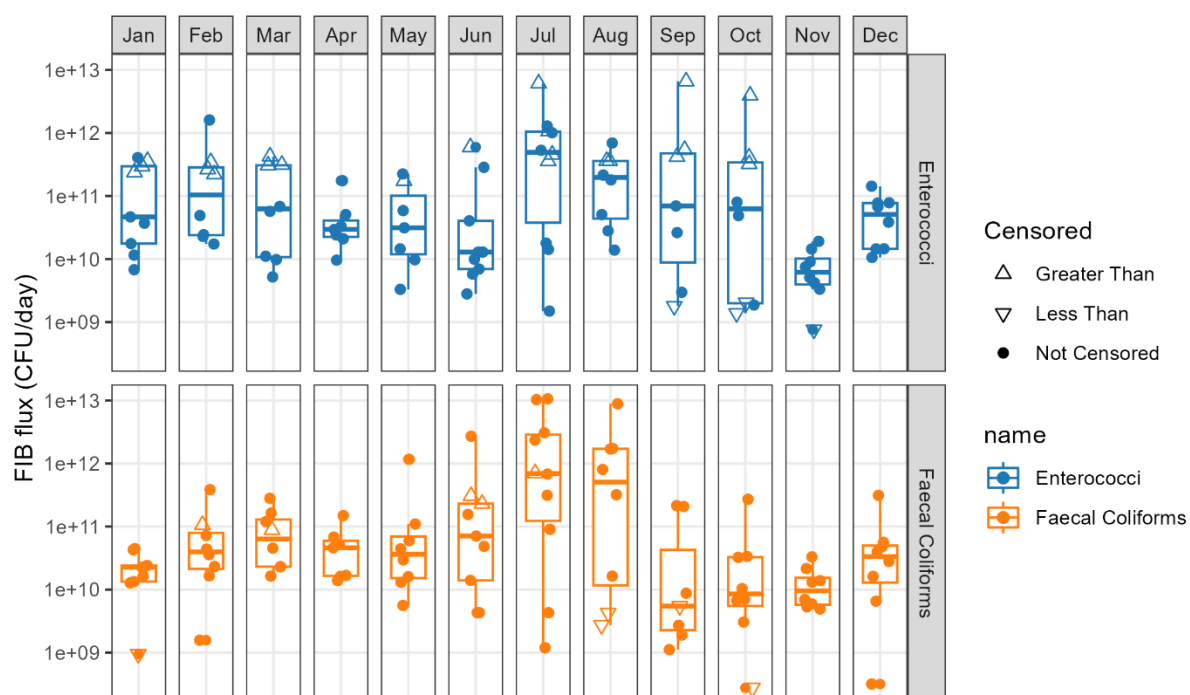 Jan Feb Mar Apr May Jun Jul Aug Sep Oct Nov Dec
1e+13
1e+12
1e+11
1e+10
1e+09
Enterococci
1e+13
1e+12
1e+11
1e+10
1e+09
Faecal Coliforms
FIB flux (CFU/day)
Censored
Greater Than
Less Than
Not Censored
name
Enterococci
Faecal Coliforms